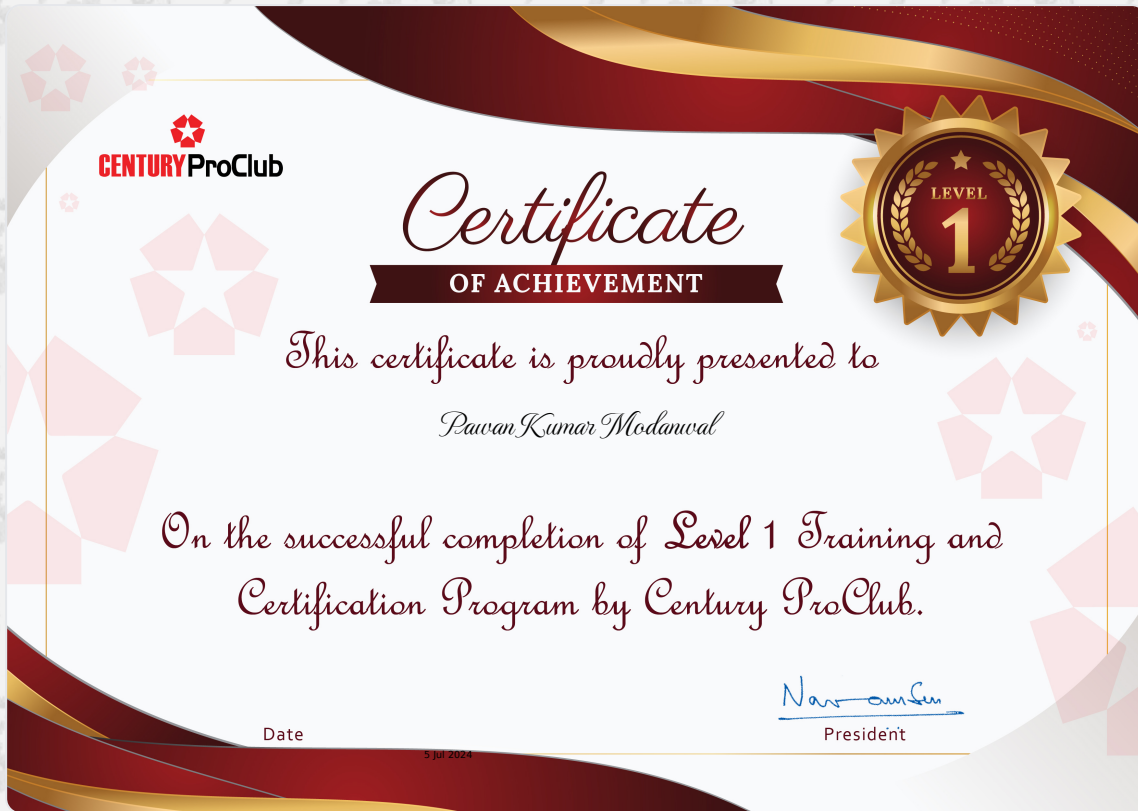 CENTURY ProClub
LEVEL
1
Certificate
OF ACHIEVEMENT
This certificate is proudly presented to
Pawan Kumar Modanwal
On the successful completion of Level 1 Training and
Certification Program by Century ProClub.
Date
President
5 Jul 2024